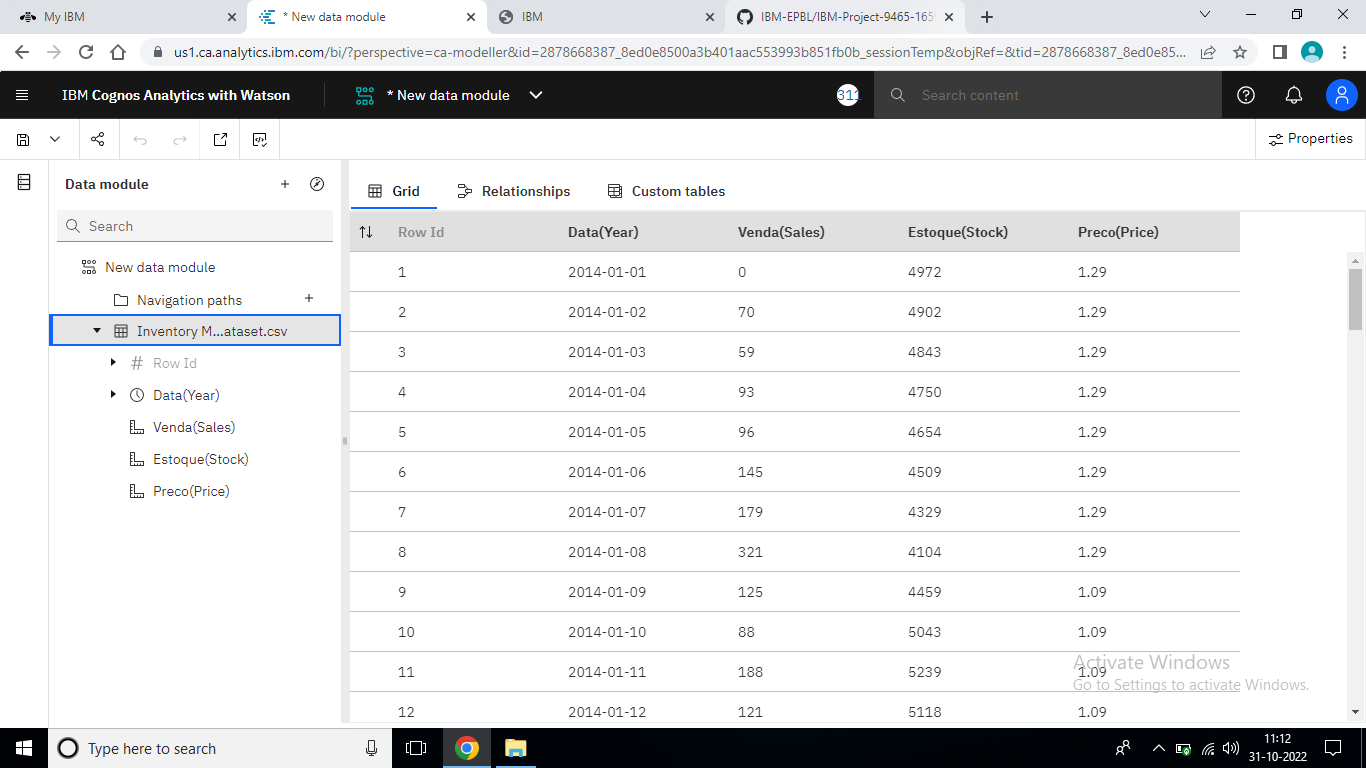 My IBM
* New data module
IBM
IBM-EPBL/IBM-Project-9465-165
us1.ca.analytics.ibm.com/bi/?perspective=ca-modeller&id=2878668387_8ed0e8500a3b401aac553993b851fb0b_sessionTemp&objRef=&tid=2878668387_8ed0e85...
IBM Cognos Analytics with Watson
* New data module
311
Search content
Properties
Data module
Search
New data module
Navigation paths
Inventory M...ataset.csv
Row Id
Data(Year)
Venda(Sales)
Estoque(Stock)
Preco(Price)
Grid Relationships Custom tables
Row Id Data(Year) Venda(Sales) Estoque(Stock) Preco(Price)
1 2014-01-01 0 4972 1.29
2 2014-01-02 70 4902 1.29
3 2014-01-03 59 4843 1.29
4 2014-01-04 93 4750 1.29
5 2014-01-05 96 4654 1.29
6 2014-01-06 145 4509 1.29
7 2014-01-07 179 4329 1.29
8 2014-01-08 321 4104 1.29
9 2014-01-09 125 4459 1.09
10 2014-01-10 88 5043 1.09
11 2014-01-11 188 5239 1.09
12 2014-01-12 121 5118 1.09
Activate Windows
Go to Settings to activate Windows.
Type here to search
11:12
31-10-2022